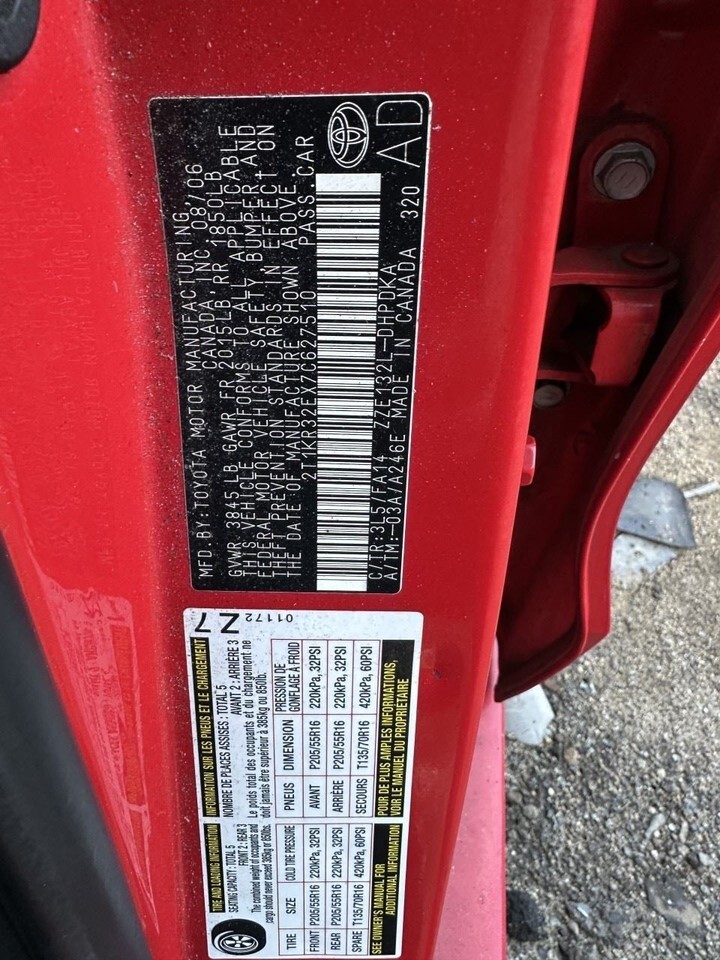 MFD. BY: TOYOTA MOTOR MANUFACTURING
CANADA INC. 08/06
GVWR 3845LB GAWR FR 2015LB RR 1850LB
THIS VEHICLE CONFORMS TO ALL APPLICABLE
FEDERAL MOTOR VEHICLE SAFETY BUMPER AND
THEFT PREVENTION STANDARDS IN EFFECT ON
THE DATE OF MANUFACTURE SHOWN ABOVE.
2T1KR32EX7C627510 PASS CAR
C/TR:3L5/FA14 ZZE132L-DHPDKA
A/TM:-03A/A246E MADE IN CANADA 320
AD
TIRE AND LOADING INFORMATION
SEATING CAPACITY : TOTAL 5
FRONT 2 : REAR 3
The combined weight of occupants and
cargo should never exceed 385kg or 850lbs.
TIRE SIZE COLD TIRE PRESSURE
FRONT P205/55R16 220kPa, 32PSI
REAR P205/55R16 220kPa, 32PSI
SPARE T135/70R16 420kPa, 60PSI
SEE OWNER'S MANUAL FOR
ADDITIONAL INFORMATION
INFORMATION SUR LES PNEUS ET LE CHARGEMENT
NOMBRE DE PLACES ASSISES : TOTAL 5
AVANT 2 : ARRIÈRE 3
Le poids total des occupants et du chargement ne
doit jamais être supérieur à 385kg ou 850lb.
PNEUS DIMENSION PRESSION DE
GONFLAGE À FROID
AVANT P205/55R16 220kPa, 32PSI
ARRIÈRE P205/55R16 220kPa, 32PSI
SECOURS T135/70R16 420kPa, 60PSI
POUR DE PLUS AMPLES INFORMATIONS,
VOIR LE MANUEL DU PROPRIÉTAIRE
Z7
01172